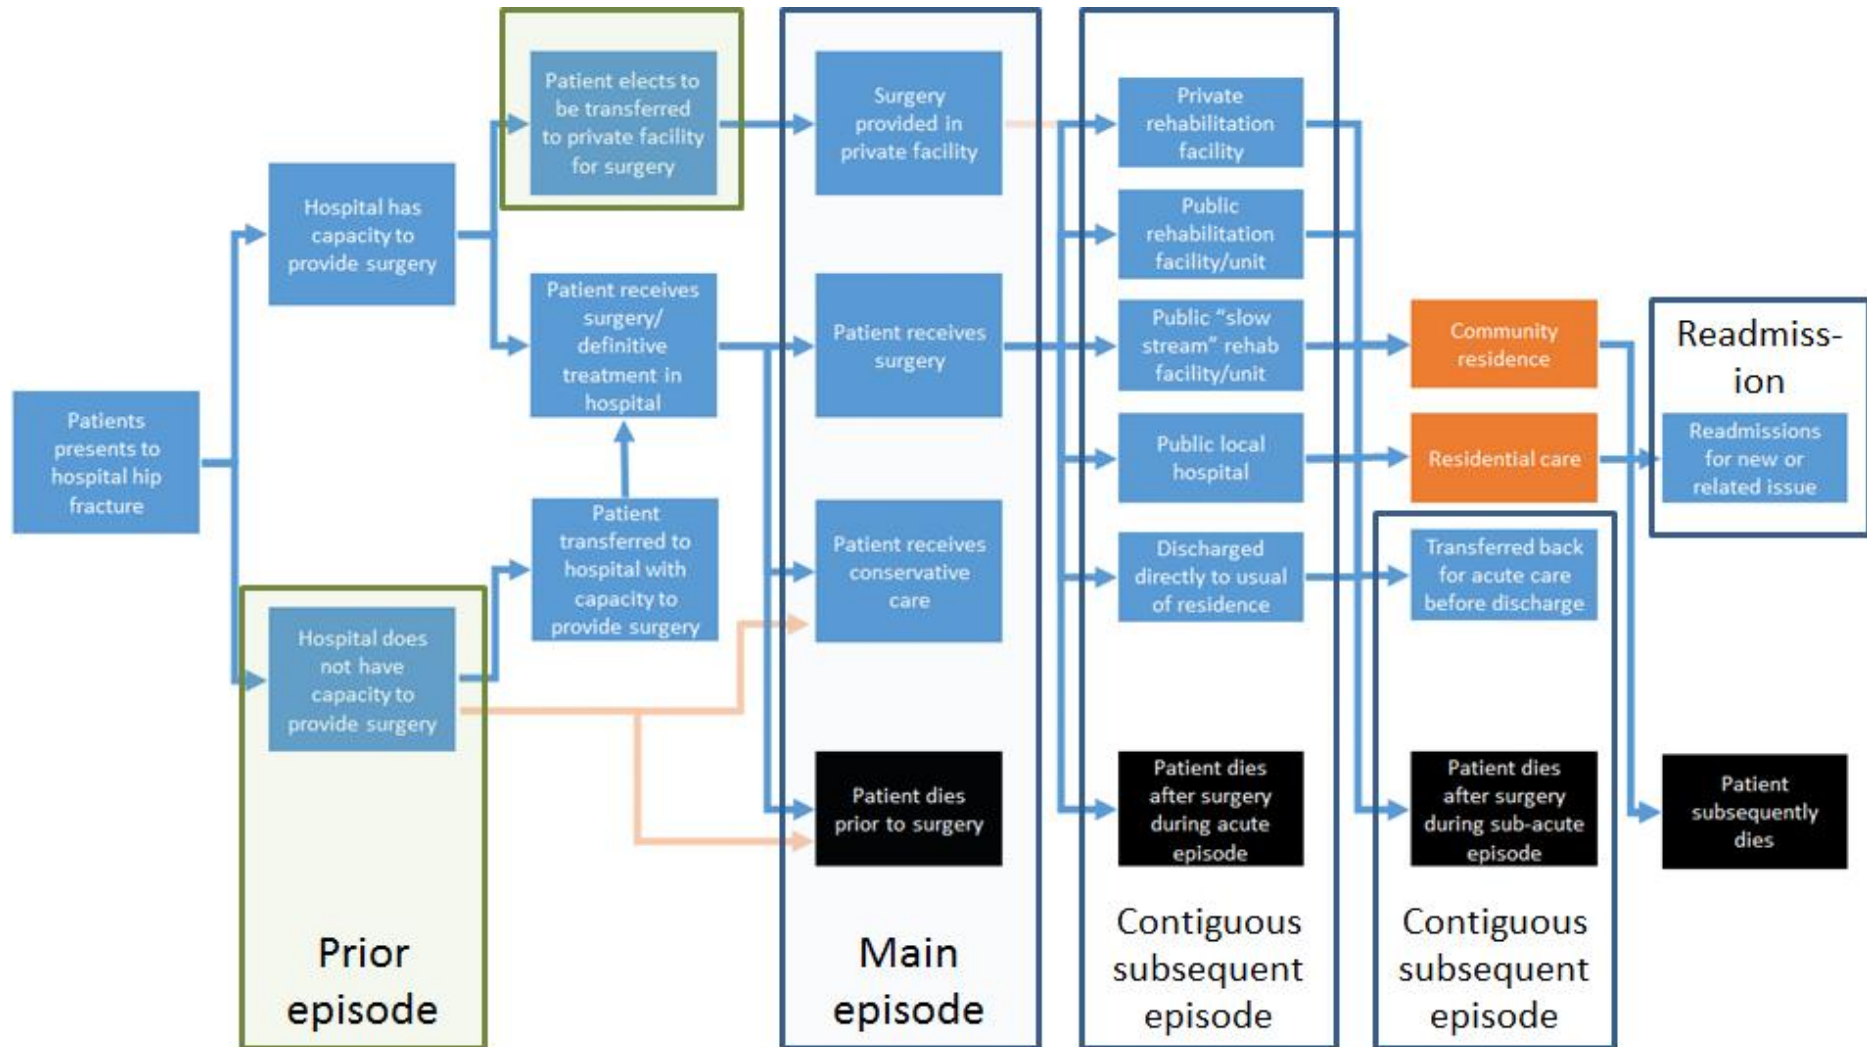 Patients
presents to
hospital hip
fracture
Hospital has
capacity to
provide surgery
Hospital does
not have
capacity to
provide surgery
Prior
episode
Patient elects to
be transferred
to private facility
for surgery
Patient receives
surgery/
definitive
treatment in
hospital
Patient
transferred to
hospital with
capacity to
provide surgery
Surgery
provided in
private facility
Patient receives
surgery
Patient receives
conservative
care
Patient dies
prior to surgery
Main
episode
Private
rehabilitation
facility
Public
rehabilitation
facility/unit
Public “slow
stream” rehab
facility/unit
Public local
hospital
Discharged
directly to usual
of residence
Patient dies
after surgery
during acute
episode
Contiguous
subsequent
episode
Community
residence
Residential care
Transferred back
for acute care
before discharge
Patient dies
after surgery
during sub-acute
episode
Contiguous
subsequent
episode
Readmiss-
ion
Readmissions
for new or
related issue
Patient
subsequently
dies